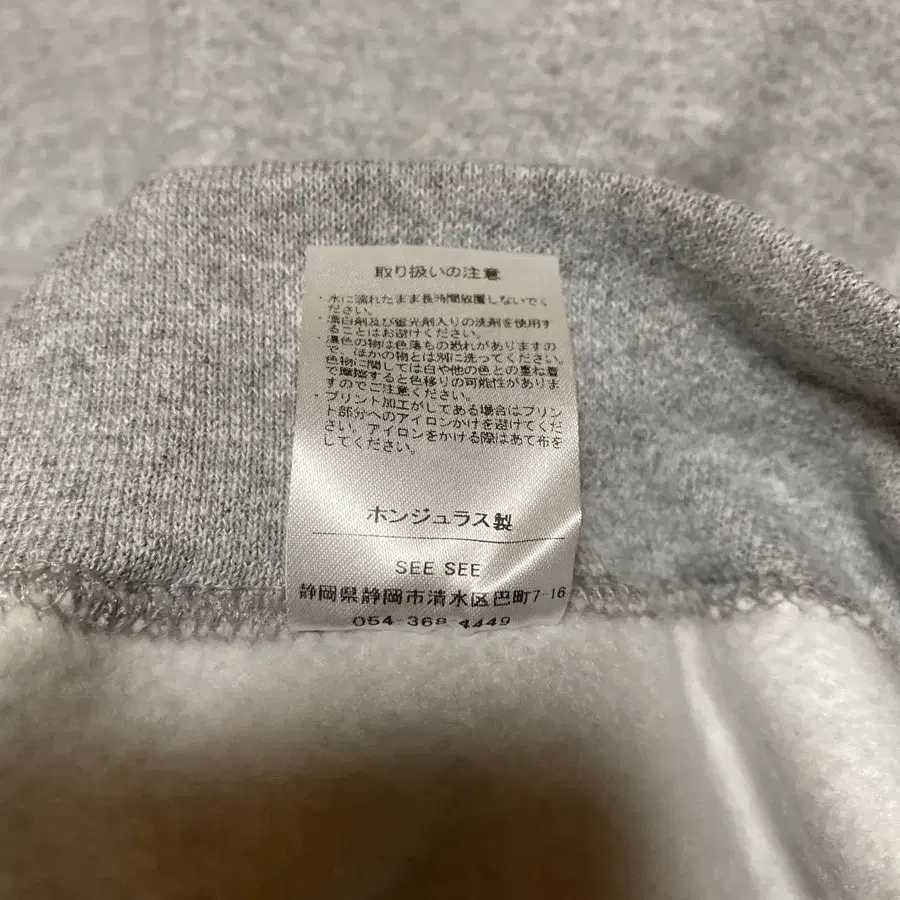 取り扱いの注意
・水に濡れたまま長時間放置しないでく
ださい。
・漂白剤及び蛍光剤入りの洗剤を使用す
ることはお避けください。
・濃色の物は色落ちの恐れがありますの
で、ほかの物とは別に洗ってください。
色物に関しては白や他の色との重ね着
で摩擦すると色移りの可能性がありま
すのでご注意ください。
・プリント加工がしてある場合はプリン
ト部分へのアイロンかけを避けてくだ
さい。アイロンをかける際はあて布を
してください。
ホンジュラス製
SEE SEE
静岡県静岡市清水区巴町7-16
054-368-4449